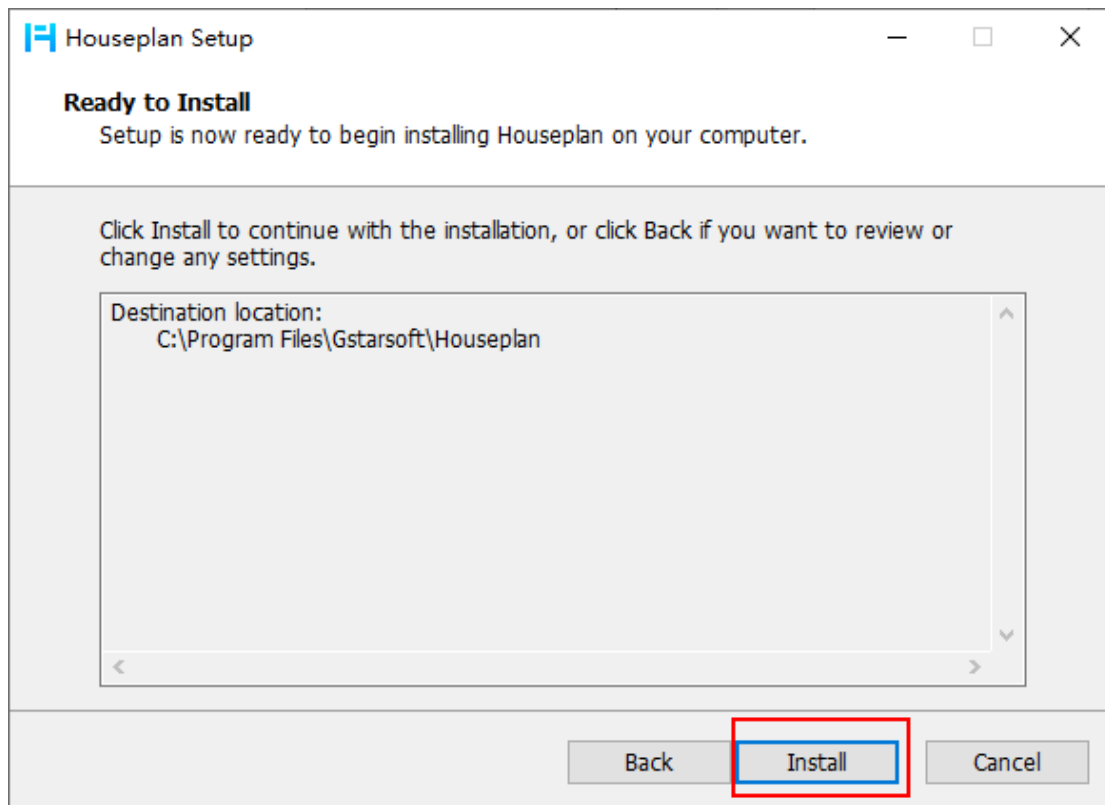 Houseplan Setup
Ready to Install
Setup is now ready to begin installing Houseplan on your computer.
Click Install to continue with the installation, or click Back if you want to review or
change any settings.
Destination location:
C:\Program Files\Gstarsoft\Houseplan
Back
Install
Cancel